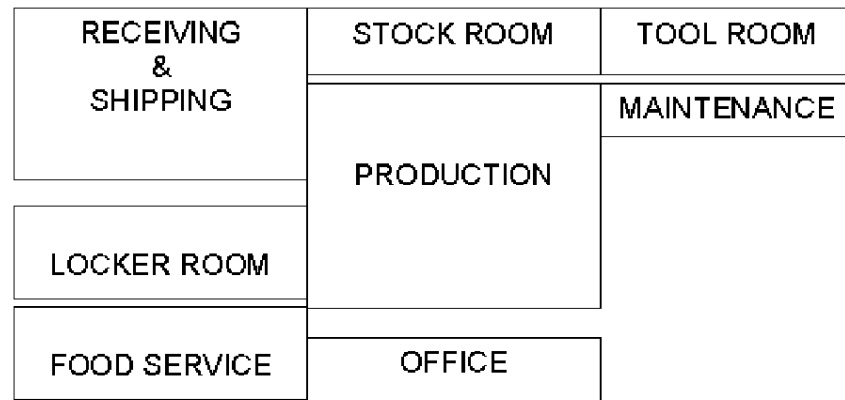 RECEIVING
&
SHIPPING
STOCK ROOM
TOOL ROOM
MAINTENANCE
PRODUCTION
LOCKER ROOM
FOOD SERVICE
OFFICE